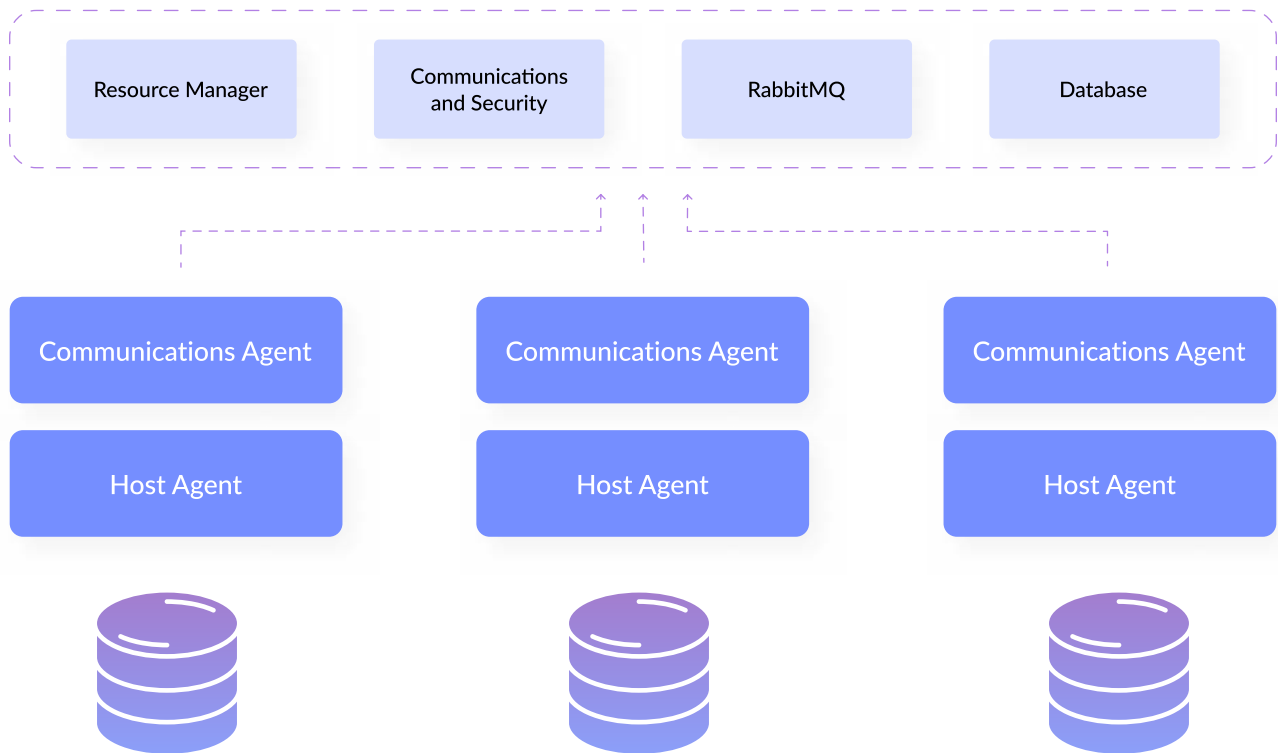 Resource Manager
Communications
and Security
RabbitMQ
Database
Communications Agent
Communications Agent
Communications Agent
Host Agent
Host Agent
Host Agent